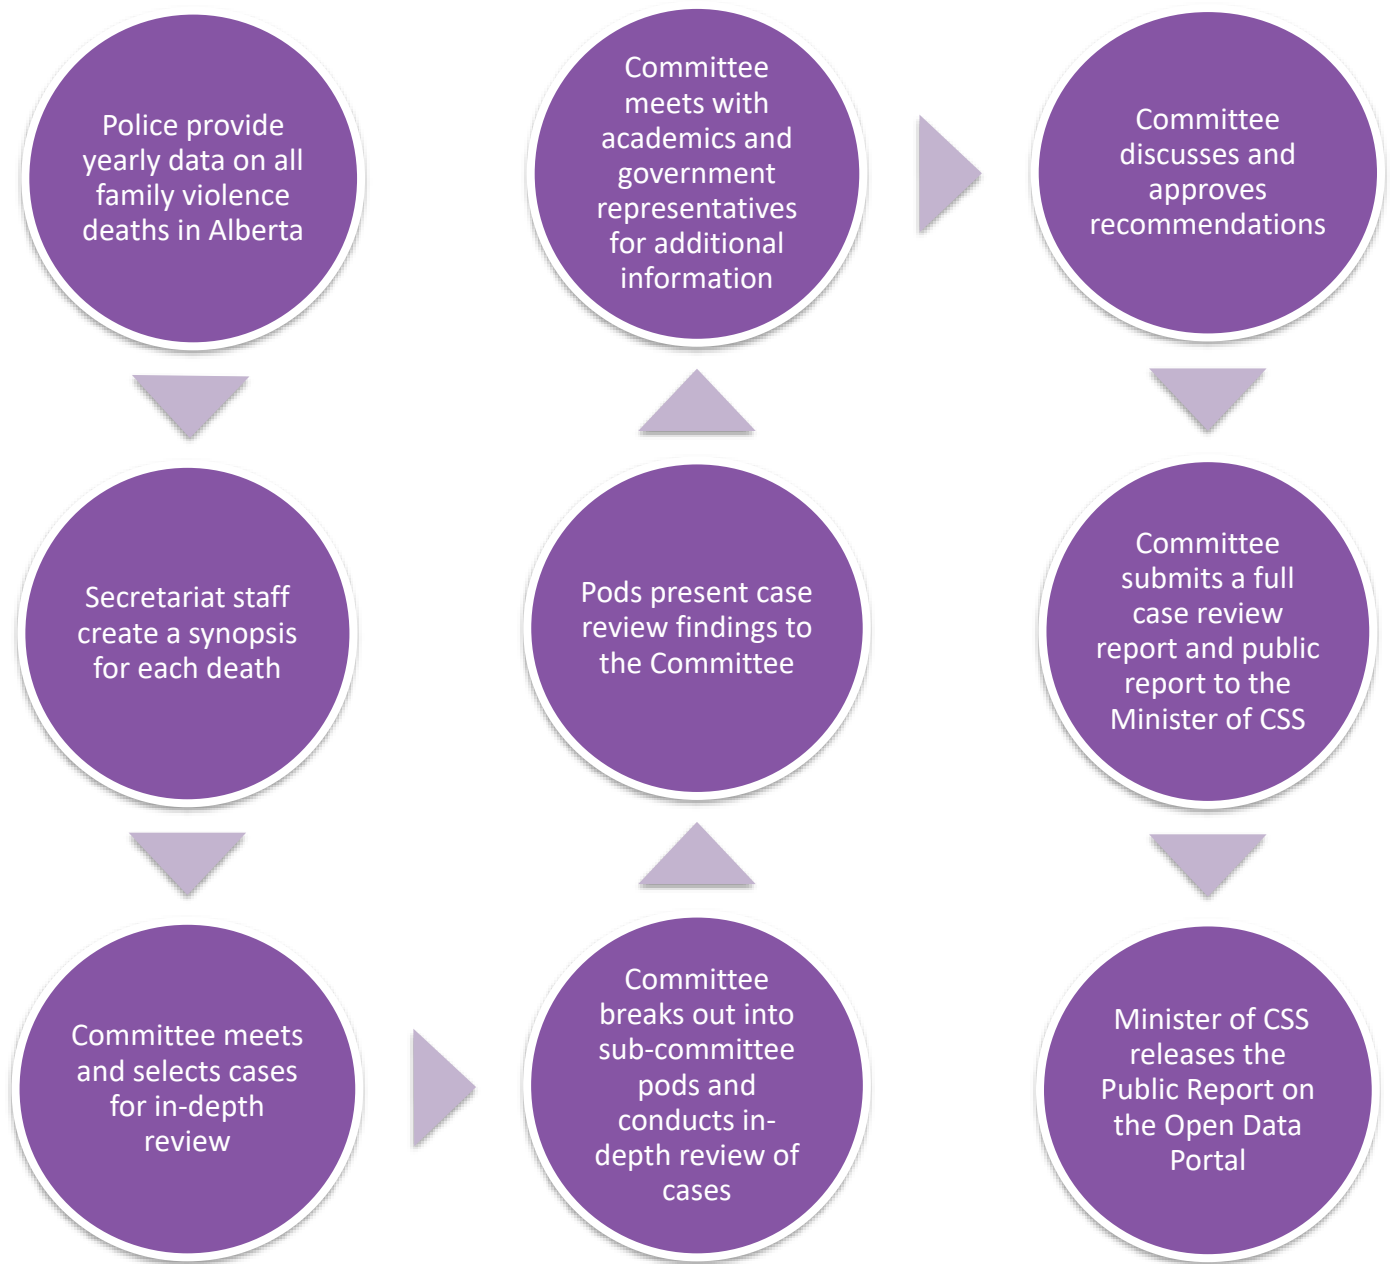 Police provide
yearly data on all
family violence
deaths in Alberta
Secretariat staff
create a synopsis
for each death
Committee meets
and selects cases
for in-depth
review
Committee
breaks out into
sub-committee
pods and
conducts in-
depth review of
cases
Pods present case
review findings to
the Committee
Committee
meets with
academics and
government
representatives
for additional
information
Committee
discusses and
approves
recommendations
Committee
submits a full
case review
report and public
report to the
Minister of CSS
Minister of CSS
releases the
Public Report on
the Open Data
Portal